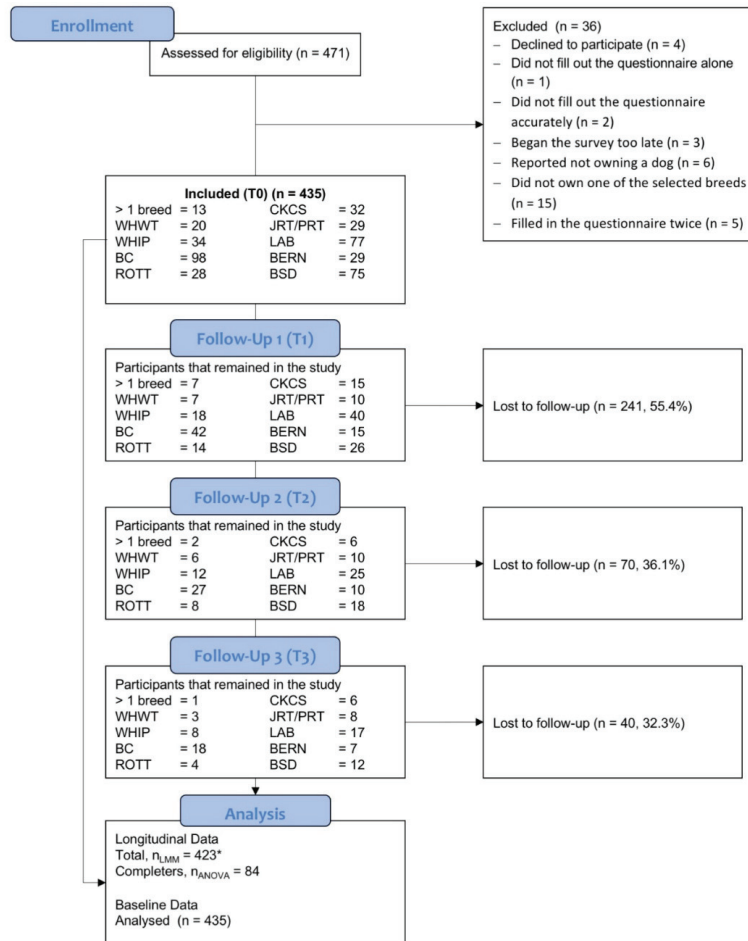 Enrollment
Assessed for eligibility (n = 471)
Excluded (n = 36)
– Declined to participate (n = 4)
– Did not fill out the questionnaire alone
(n = 1)
– Did not fill out the questionnaire
accurately (n = 2)
– Began the survey too late (n = 3)
– Reported not owning a dog (n = 6)
– Did not own one of the selected breeds
(n = 15)
– Filled in the questionnaire twice (n = 5)
Included (T0) (n = 435)
> 1 breed = 13 CKCS = 32
WHWT = 20 JRT/PRT = 29
WHIP = 34 LAB = 77
BC = 98 BERN = 29
ROTT = 28 BSD = 75
Follow-Up 1 (T1)
Participants that remained in the study
> 1 breed = 7 CKCS = 15
WHWT = 7 JRT/PRT = 10
WHIP = 18 LAB = 40
BC = 42 BERN = 15
ROTT = 14 BSD = 26
Lost to follow-up (n = 241, 55.4%)
Follow-Up 2 (T2)
Participants that remained in the study
> 1 breed = 2 CKCS = 6
WHWT = 6 JRT/PRT = 10
WHIP = 12 LAB = 25
BC = 27 BERN = 10
ROTT = 8 BSD = 18
Lost to follow-up (n = 70, 36.1%)
Follow-Up 3 (T3)
Participants that remained in the study
> 1 breed = 1 CKCS = 6
WHWT = 3 JRT/PRT = 8
WHIP = 8 LAB = 17
BC = 18 BERN = 7
ROTT = 4 BSD = 12
Lost to follow-up (n = 40, 32.3%)
Analysis
Longitudinal Data
Total, nLMM = 423*
Completers, nANOVA = 84
Baseline Data
Analysed (n = 435)